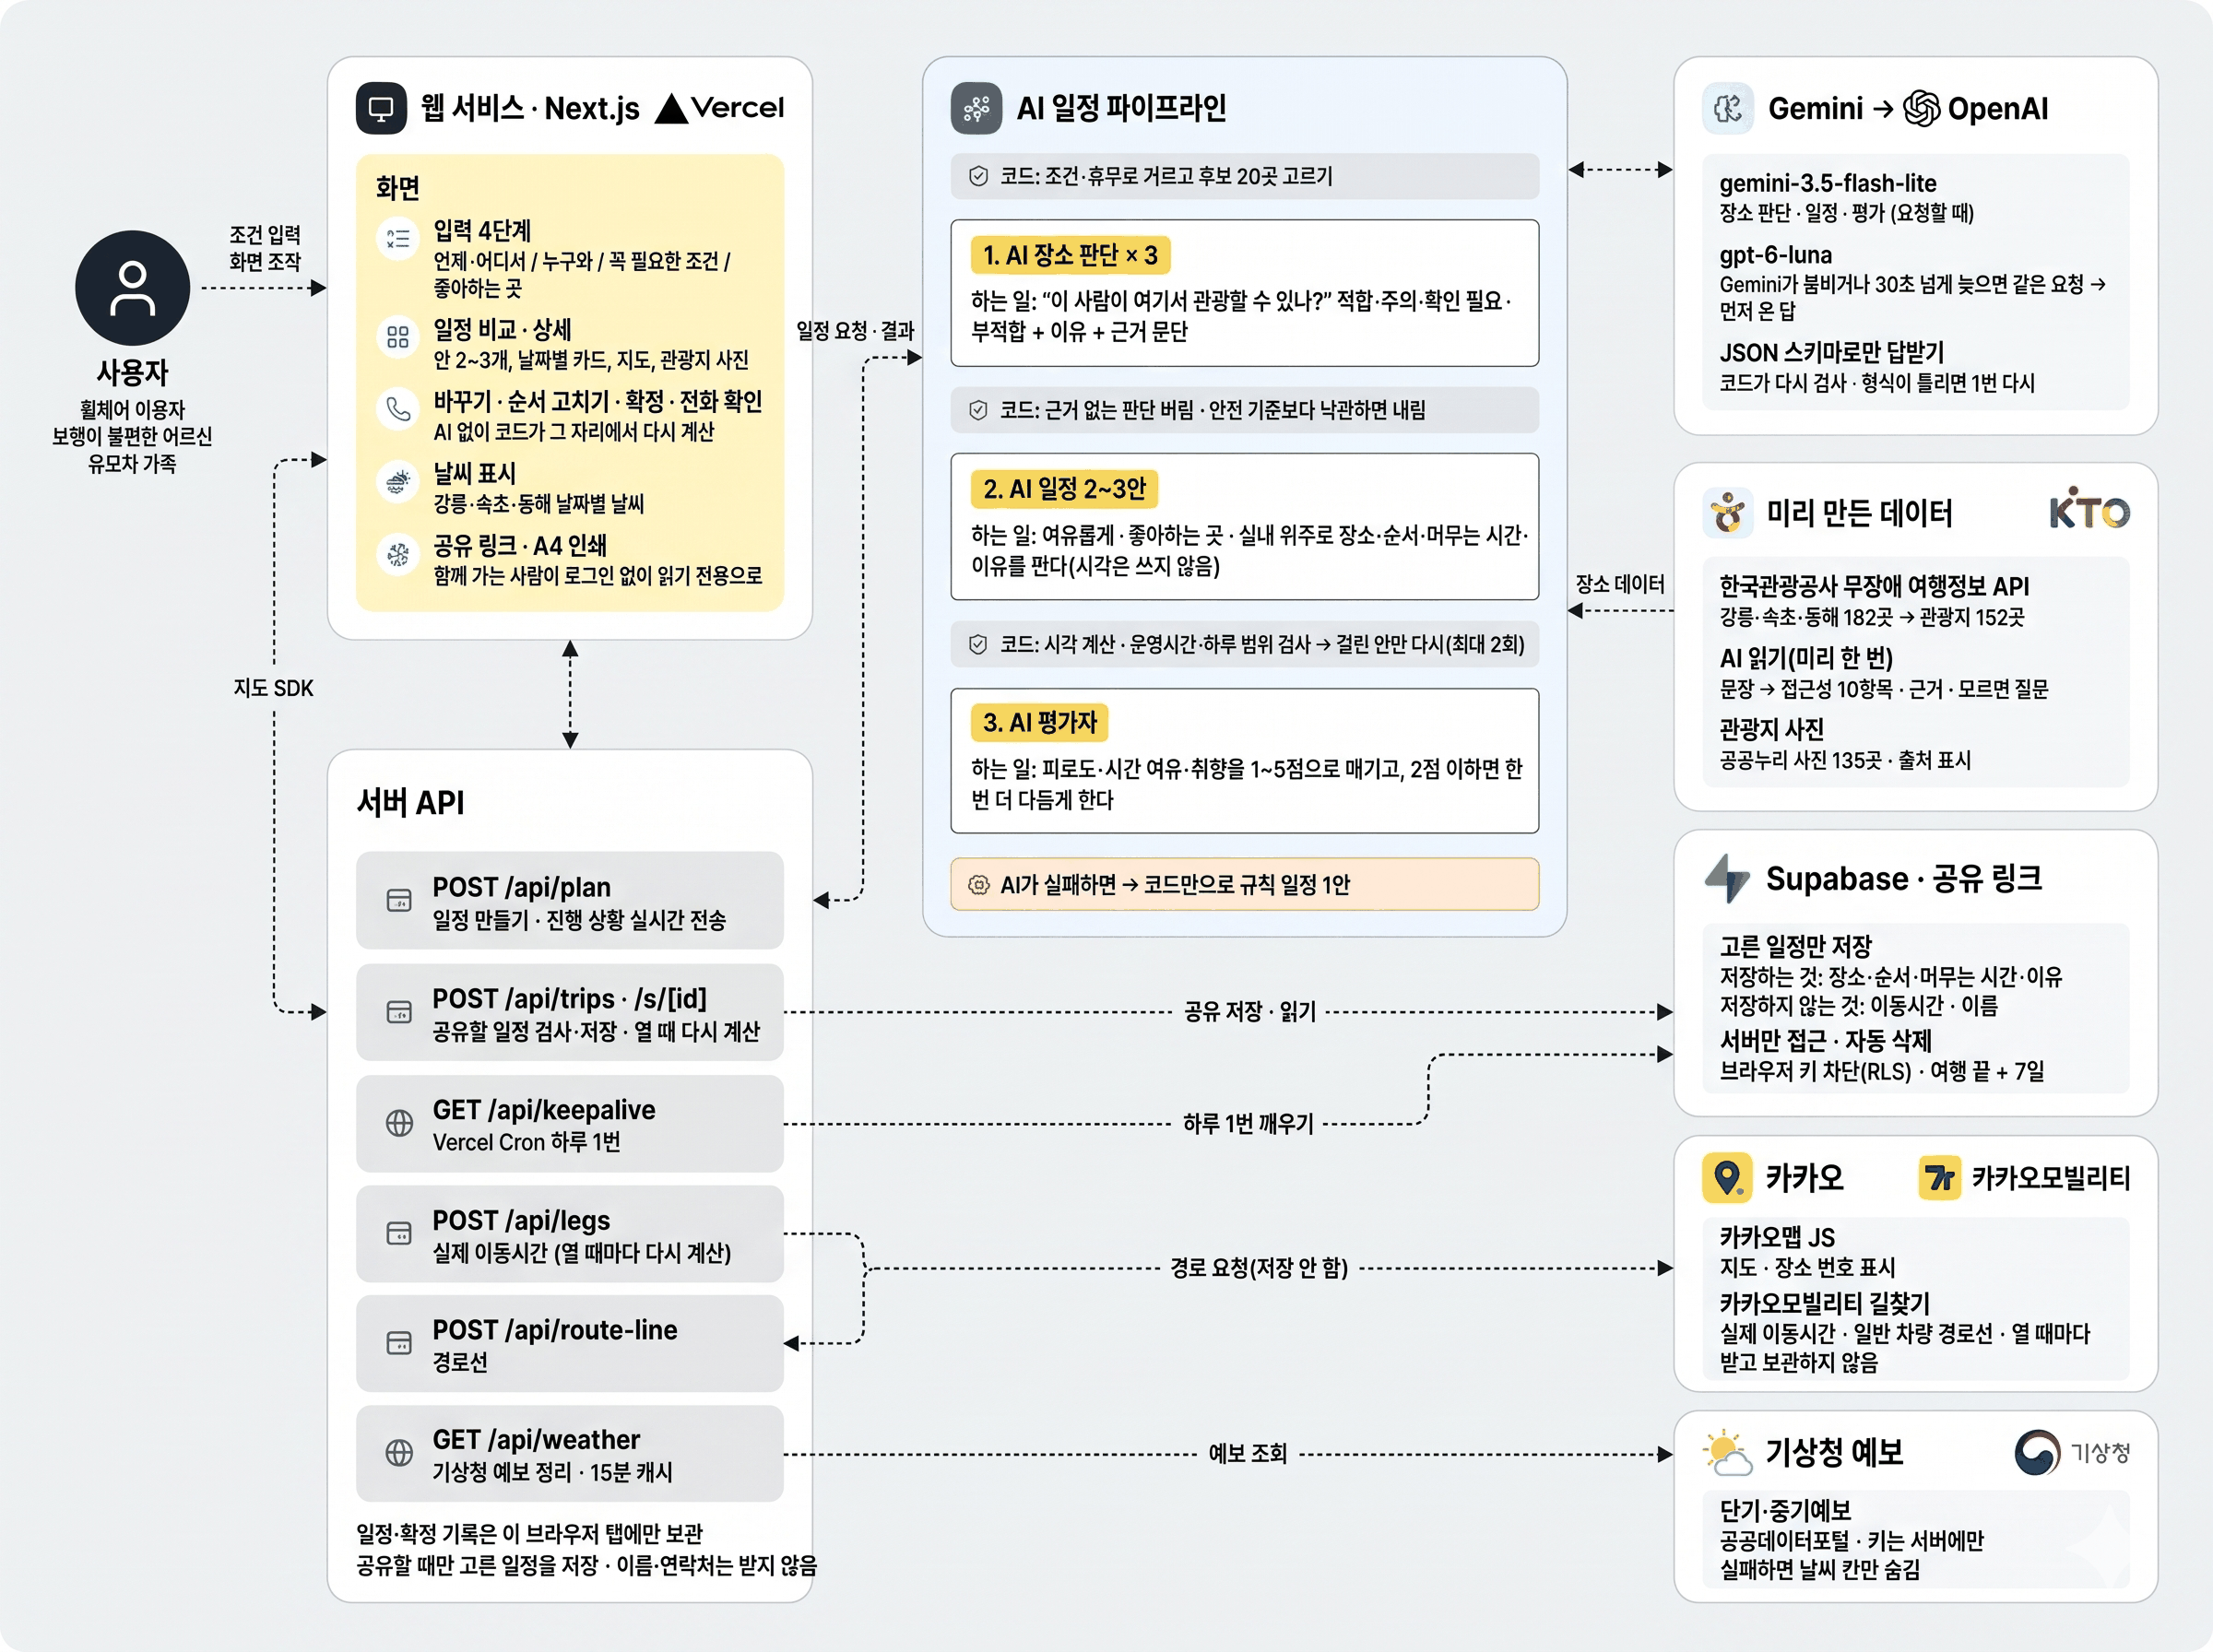 조건 입력
화면 조작
사용자
휠체어 이용자
보행이 불편한 어르신
유모차 가족
지도 SDK
웹 서비스 · Next.js
Vercel
화면
입력 4단계
언제·어디서 / 누구와 / 꼭 필요한 조건 /
좋아하는 곳
일정 비교 · 상세
안 2~3개, 날짜별 카드, 지도, 관광지 사진
바꾸기 · 순서 고치기 · 확정 · 전화 확인
AI 없이 코드가 그 자리에서 다시 계산
날씨 표시
강릉·속초·동해 날짜별 날씨
공유 링크 · A4 인쇄
함께 가는 사람이 로그인 없이 읽기 전용으로
서버 API
POST /api/plan
일정 만들기 · 진행 상황 실시간 전송
POST /api/trips · /s/[id]
공유할 일정 검사·저장 · 열 때 다시 계산
GET /api/keepalive
Vercel Cron 하루 1번
POST /api/legs
실제 이동시간 (열 때마다 다시 계산)
POST /api/route-line
경로선
GET /api/weather
기상청 예보 정리 · 15분 캐시
일정·확정 기록은 이 브라우저 탭에만 보관
공유할 때만 고른 일정을 저장 · 이름·연락처는 받지 않음
일정 요청 · 결과
AI 일정 파이프라인
코드: 조건·휴무로 거르고 후보 20곳 고르기
1. AI 장소 판단 × 3
하는 일: “이 사람이 여기서 관광할 수 있나?” 적합·주의·확인 필요 ·
부적합 + 이유 + 근거 문단
코드: 근거 없는 판단 버림 · 안전 기준보다 낙관하면 내림
2. AI 일정 2~3안
하는 일: 여유롭게 · 좋아하는 곳 · 실내 위주로 장소·순서·머무는 시간·
이유를 판다(시각은 쓰지 않음)
코드: 시각 계산 · 운영시간·하루 범위 검사 → 걸린 안만 다시(최대 2회)
3. AI 평가자
하는 일: 피로도·시간 여유·취향을 1~5점으로 매기고, 2점 이하면 한
번 더 다듬게 한다
AI가 실패하면 → 코드만으로 규칙 일정 1안
장소 데이터
공유 저장 · 읽기
하루 1번 깨우기
경로 요청(저장 안 함)
예보 조회
Gemini → OpenAI
gemini-3.5-flash-lite
장소 판단 · 일정 · 평가 (요청할 때)
gpt-6-luna
Gemini가 붐비거나 30초 넘게 늦으면 같은 요청 →
먼저 온 답
JSON 스키마로만 답받기
코드가 다시 검사 · 형식이 틀리면 1번 다시
미리 만든 데이터
KTO
한국관광공사 무장애 여행정보 API
강릉·속초·동해 182곳 → 관광지 152곳
AI 읽기(미리 한 번)
문장 → 접근성 10항목 · 근거 · 모르면 질문
관광지 사진
공공누리 사진 135곳 · 출처 표시
Supabase · 공유 링크
고른 일정만 저장
저장하는 것: 장소·순서·머무는 시간·이유
저장하지 않는 것: 이동시간 · 이름
서버만 접근 · 자동 삭제
브라우저 키 차단(RLS) · 여행 끝 + 7일
카카오
카카오모빌리티
카카오맵 JS
지도 · 장소 번호 표시
카카오모빌리티 길찾기
실제 이동시간 · 일반 차량 경로선 · 열 때마다
받고 보관하지 않음
기상청 예보
기상청
단기·중기예보
공공데이터포털 · 키는 서버에만
실패하면 날씨 칸만 숨김